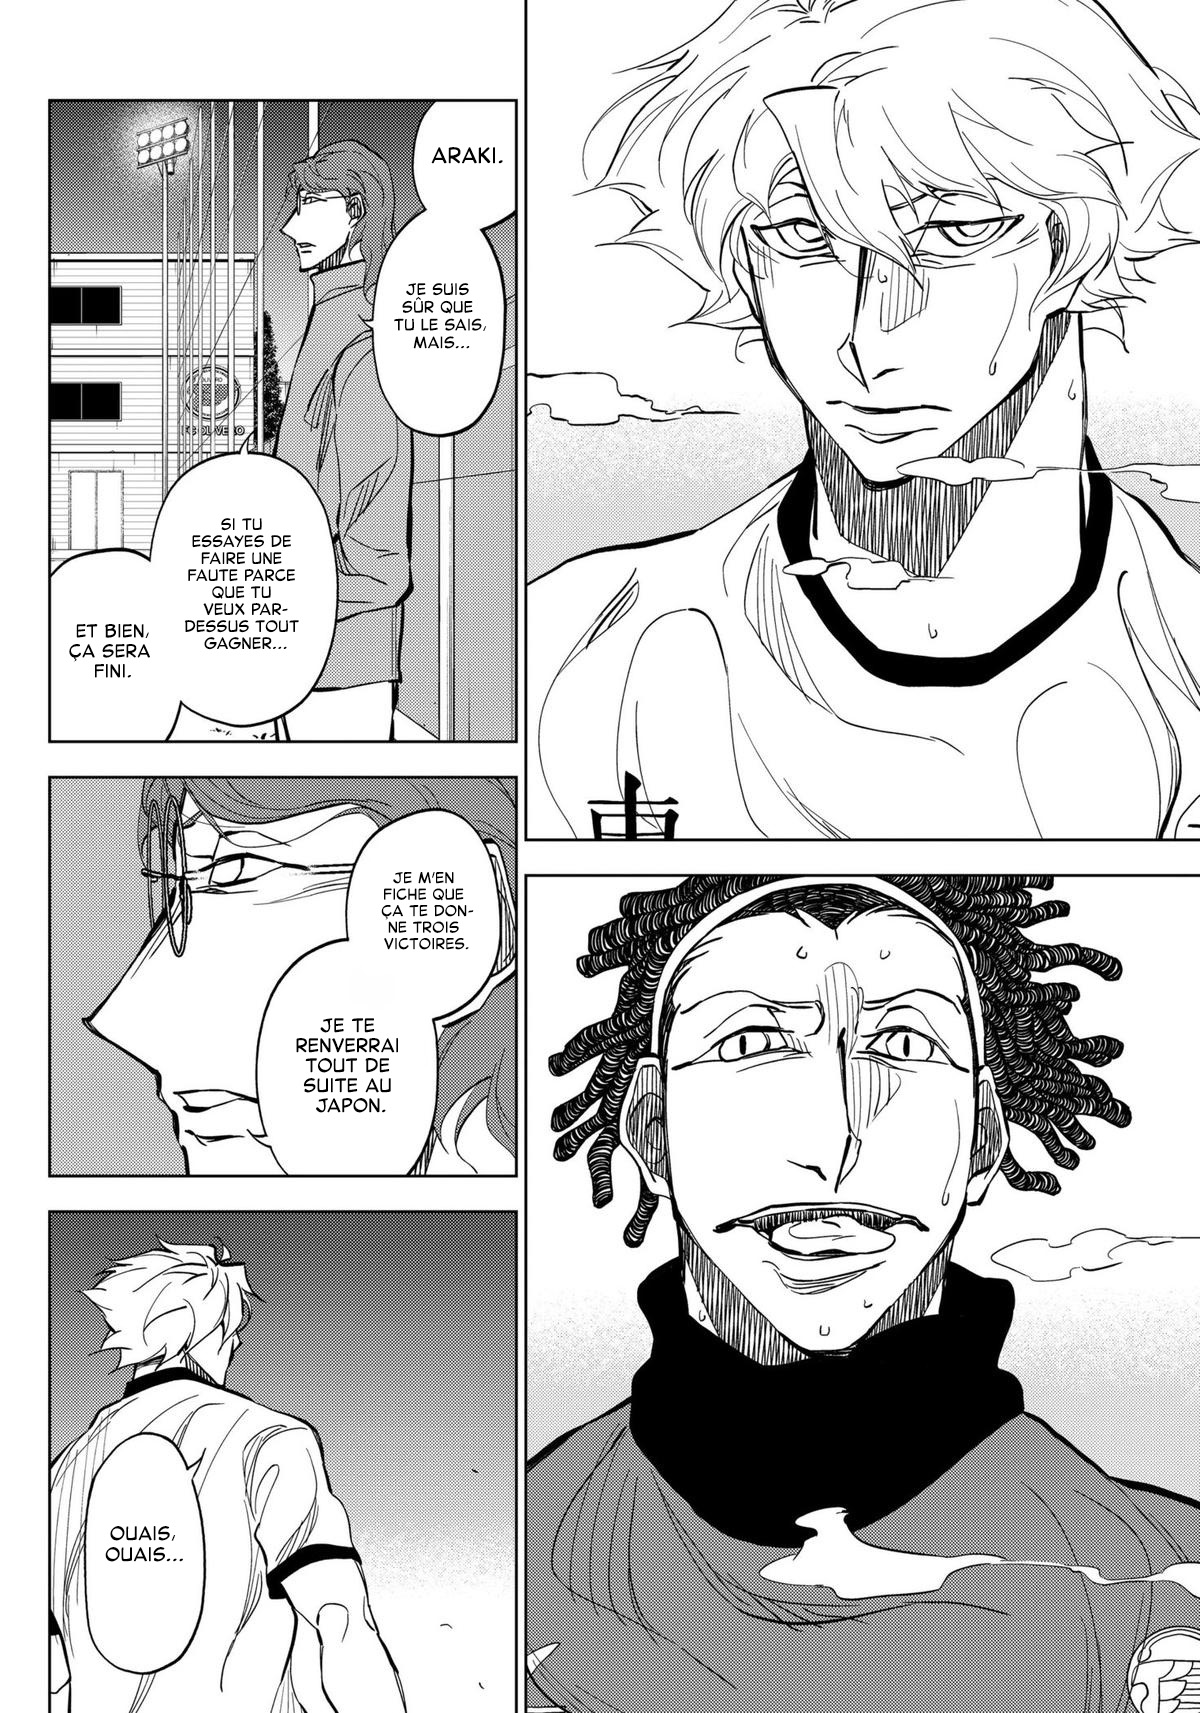 東
ARAKI.
JE SUIS
SÛR QUE
TU LE SAIS,
MAIS...
SI TU
ESSAYES DE
FAIRE UNE
FAUTE PARCE
QUE TU
VEUX PAR-
DESSUS TOUT
GAGNER...
ET BIEN,
ÇA SERA
FINI.
JE M'EN
FICHE QUE
ÇA TE DON-
NE TROIS
VICTOIRES.
JE TE
RENVERRAI
TOUT DE
SUITE AU
JAPON.
OUAIS,
OUAIS...